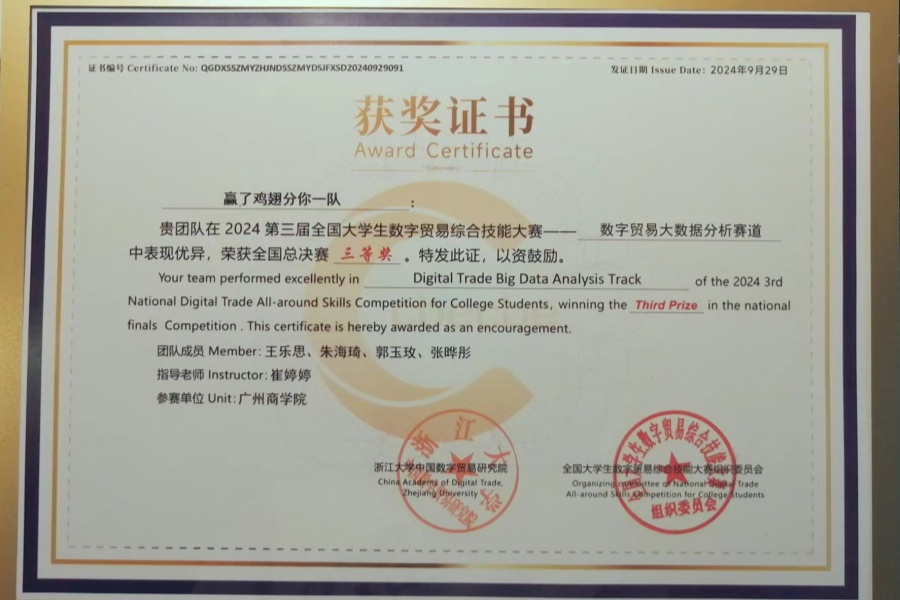 证书编号 Certificate No: QGDXSSZMYZHJNDSSZMYDSJFXSD20240929091
发证日期 Issue Date: 2024年9月29日
获奖证书
Award Certificate
赢了鸡翅分你一队:
贵团队在 2024 第三届全国大学生数字贸易综合技能大赛——数字贸易大数据分析赛道
中表现优异,荣获全国总决赛 三等奖 。特发此证,以资鼓励。
Your team performed excellently in Digital Trade Big Data Analysis Track of the 2024 3rd
National Digital Trade All-around Skills Competition for College Students, winning the Third Prize in the national
finals Competition . This certificate is hereby awarded as an encouragement.
团队成员 Member: 王乐思、朱海琦、郭玉玫、张晔彤
指导老师 Instructor: 崔婷婷
参赛单位 Unit: 广州商学院
浙江大学中国数字贸易研究院
China Academy of Digital Trade,
Zhejiang University
全国大学生数字贸易综合技能大赛组织委员会
Organizing committee of National Digital Trade
All-around Skills Competition for College Students
浙江大学
组织委员会